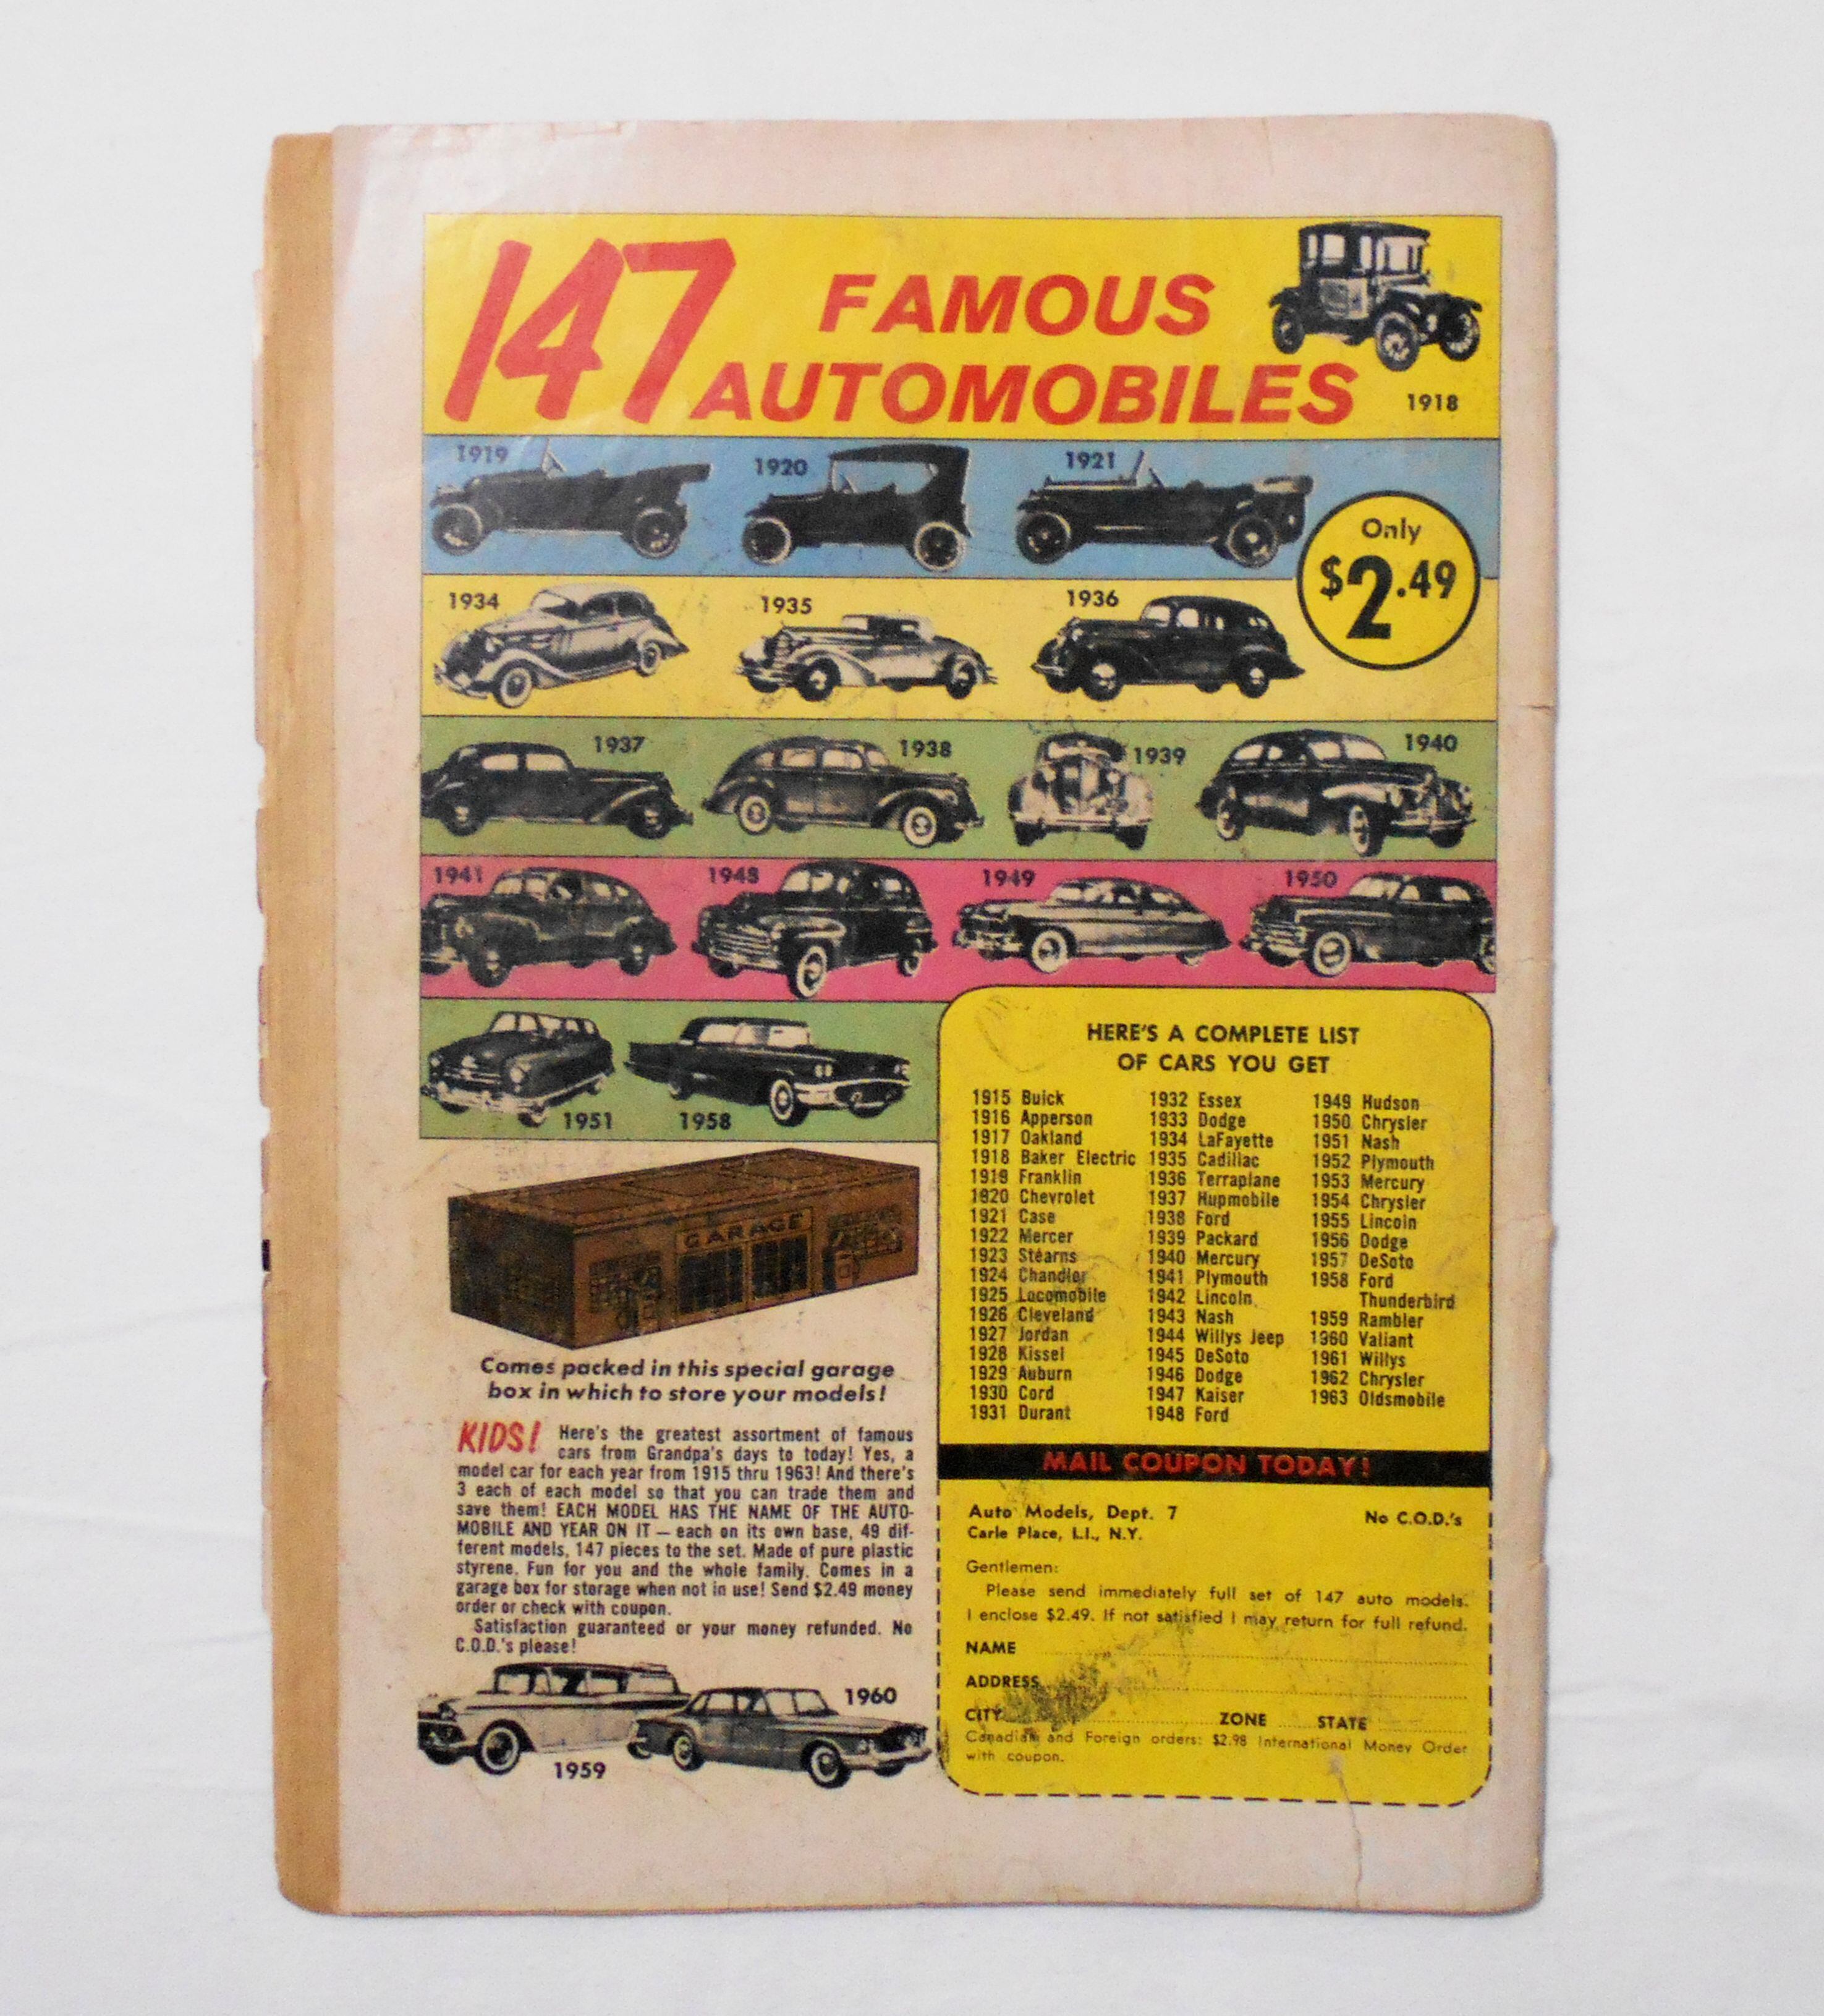 147 FAMOUS
AUTOMOBILES
1918
1919
1920
1921
Only
$2.49
1934
1935
1936
1937
1938
1939
1940
1941
1948
1949
1950
1951
1958
GARAGE
Comes packed in this special garage
box in which to store your models!
KIDS! Here's the greatest assortment of famous
cars from Grandpa's days to today! Yes, a
model car for each year from 1915 thru 1963! And there's
3 each of each model so that you can trade them and
save them! EACH MODEL HAS THE NAME OF THE AUTO-
MOBILE AND YEAR ON IT — each on its own base, 49 dif-
ferent models, 147 pieces to the set. Made of pure plastic
styrene. Fun for you and the whole family. Comes in a
garage box for storage when not in use! Send $2.49 money
order or check with coupon.
Satisfaction guaranteed or your money refunded. No
C.O.D.'s please!
1959
1960
HERE'S A COMPLETE LIST
OF CARS YOU GET
1915 Buick
1916 Apperson
1917 Oakland
1918 Baker Electric
1919 Franklin
1920 Chevrolet
1921 Case
1922 Mercer
1923 Stearns
1924 Chandler
1925 Locomobile
1926 Cleveland
1927 Jordan
1928 Kissel
1929 Auburn
1930 Cord
1931 Durant
1932 Essex
1933 Dodge
1934 LaFayette
1935 Cadillac
1936 Terraplane
1937 Hupmobile
1938 Ford
1939 Packard
1940 Mercury
1941 Plymouth
1942 Lincoln
1943 Nash
1944 Willys Jeep
1945 DeSoto
1946 Dodge
1947 Kaiser
1948 Ford
1949 Hudson
1950 Chrysler
1951 Nash
1952 Plymouth
1953 Mercury
1954 Chrysler
1955 Lincoln
1956 Dodge
1957 DeSoto
1958 Ford
Thunderbird
1959 Rambler
1960 Valiant
1961 Willys
1962 Chrysler
1963 Oldsmobile
MAIL COUPON TODAY!
Auto Models, Dept. 7 No C.O.D.'s
Carle Place, L.I., N.Y.
Gentlemen:
Please send immediately full set of 147 auto models.
I enclose $2.49. If not satisfied I may return for full refund.
NAME
ADDRESS
CITY ZONE STATE
Canadian and Foreign orders: $2.98 International Money Order
with coupon.